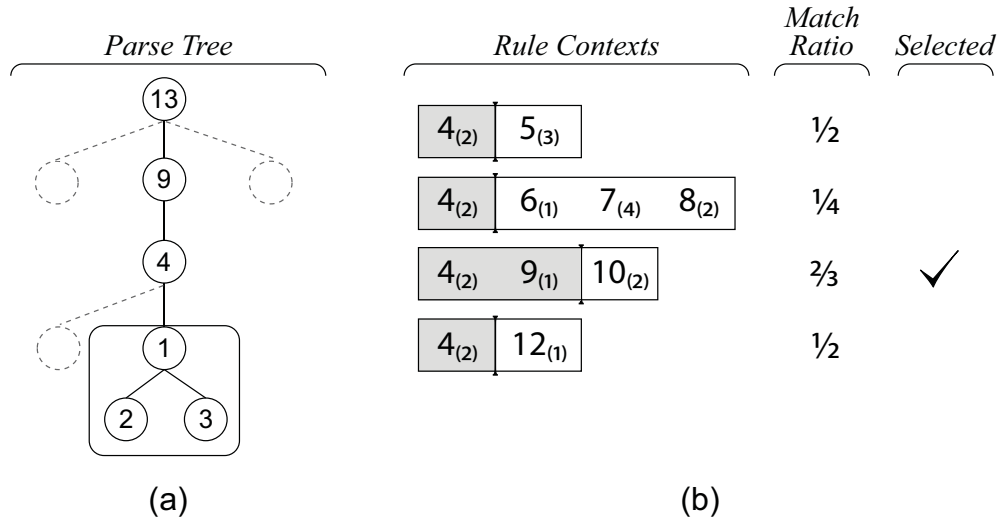 Parse Tree
Rule Contexts
Match Ratio
Selected
13
9
4
1
2 3
4(2) 5(3) ½
4(2) 6(1) 7(4) 8(2) ¼
4(2) 9(1) 10(2) ⅔ ✓
4(2) 12(1) ½
(a)
(b)